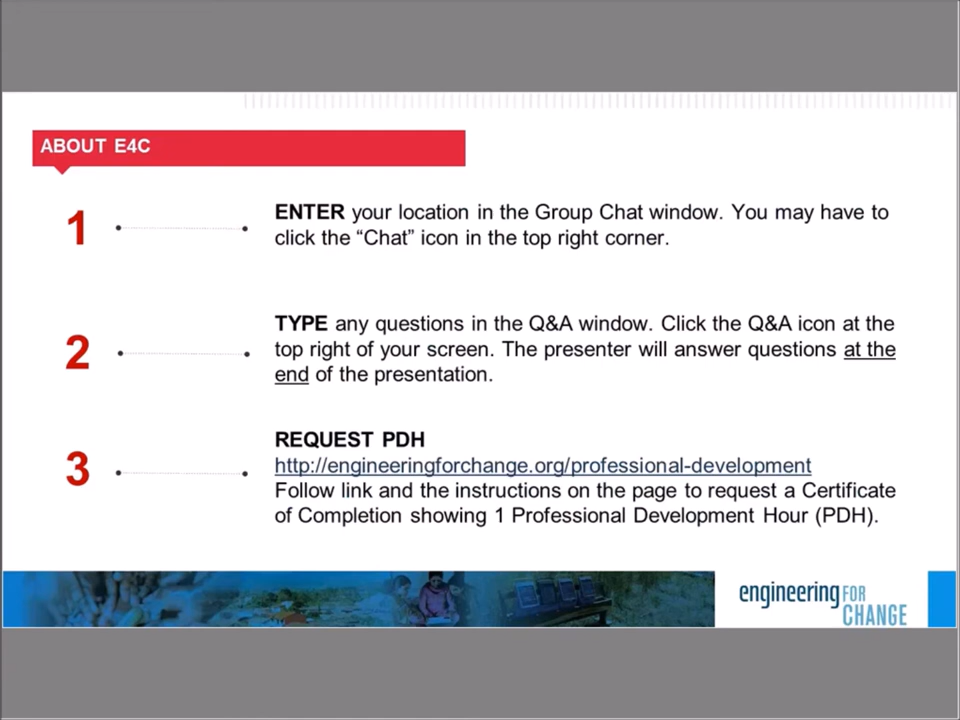 ABOUT E4C
1
ENTER your location in the Group Chat window. You may have to
click the “Chat” icon in the top right corner.
2
TYPE any questions in the Q&A window. Click the Q&A icon at the
top right of your screen. The presenter will answer questions at the
end of the presentation.
3
REQUEST PDH
http://engineeringforchange.org/professional-development
Follow link and the instructions on the page to request a Certificate
of Completion showing 1 Professional Development Hour (PDH).
engineering FOR
CHANGE